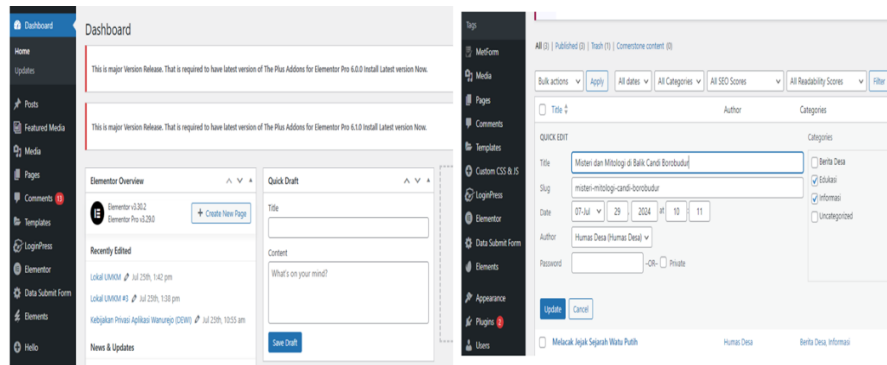 Dashboard
Home
Updates
Posts
Featured Media
Media
Pages
Comments 13
Templates
LoginPress
Elementor
Data Submit Form
Elements
Hello
Dashboard
This is major Version Release. That is required to have latest version of The Plus Addons for Elementor Pro 6.0.0 Install Latest version Now.
This is major Version Release. That is required to have latest version of The Plus Addons for Elementor Pro 6.1.0 Install Latest version Now.
Elementor Overview
Elementor v3.30.2
Elementor Pro v3.29.0
+ Create New Page
Recently Edited
Lokal UMKM Jul 25th, 1:42 pm
Lokal UMKM #3 Jul 25th, 1:38 pm
Kebijakan Privasi Aplikasi Wanurejo (DEWI) Jul 25th, 10:55 am
News & Updates
Quick Draft
Title
Content
What's on your mind?
Save Draft
Tags
MetForm
Media
Pages
Comments
Templates
Custom CSS & JS
LoginPress
Elementor
Data Submit Form
Elements
Appearance
Plugins 2
Users
All (3) | Published (3) | Trash (1) | Cornerstone content (0)
Bulk actions Apply All dates All Categories All SEO Scores All Readability Scores Filter
Title Author Categories
QUICK EDIT Categories
Title Misteri dan Mitologi di Balik Candi Borobudur
Slug misteri-mitologi-candi-borobudur
Date 07-Jul 29 , 2024 at 10 : 11
Author Humas Desa (Humas Desa)
Password –OR– Private
Berita Desa
Edukasi
Informasi
Uncategorized
Update Cancel
Melacak Jejak Sejarah Watu Putih Humas Desa Berita Desa, Informasi